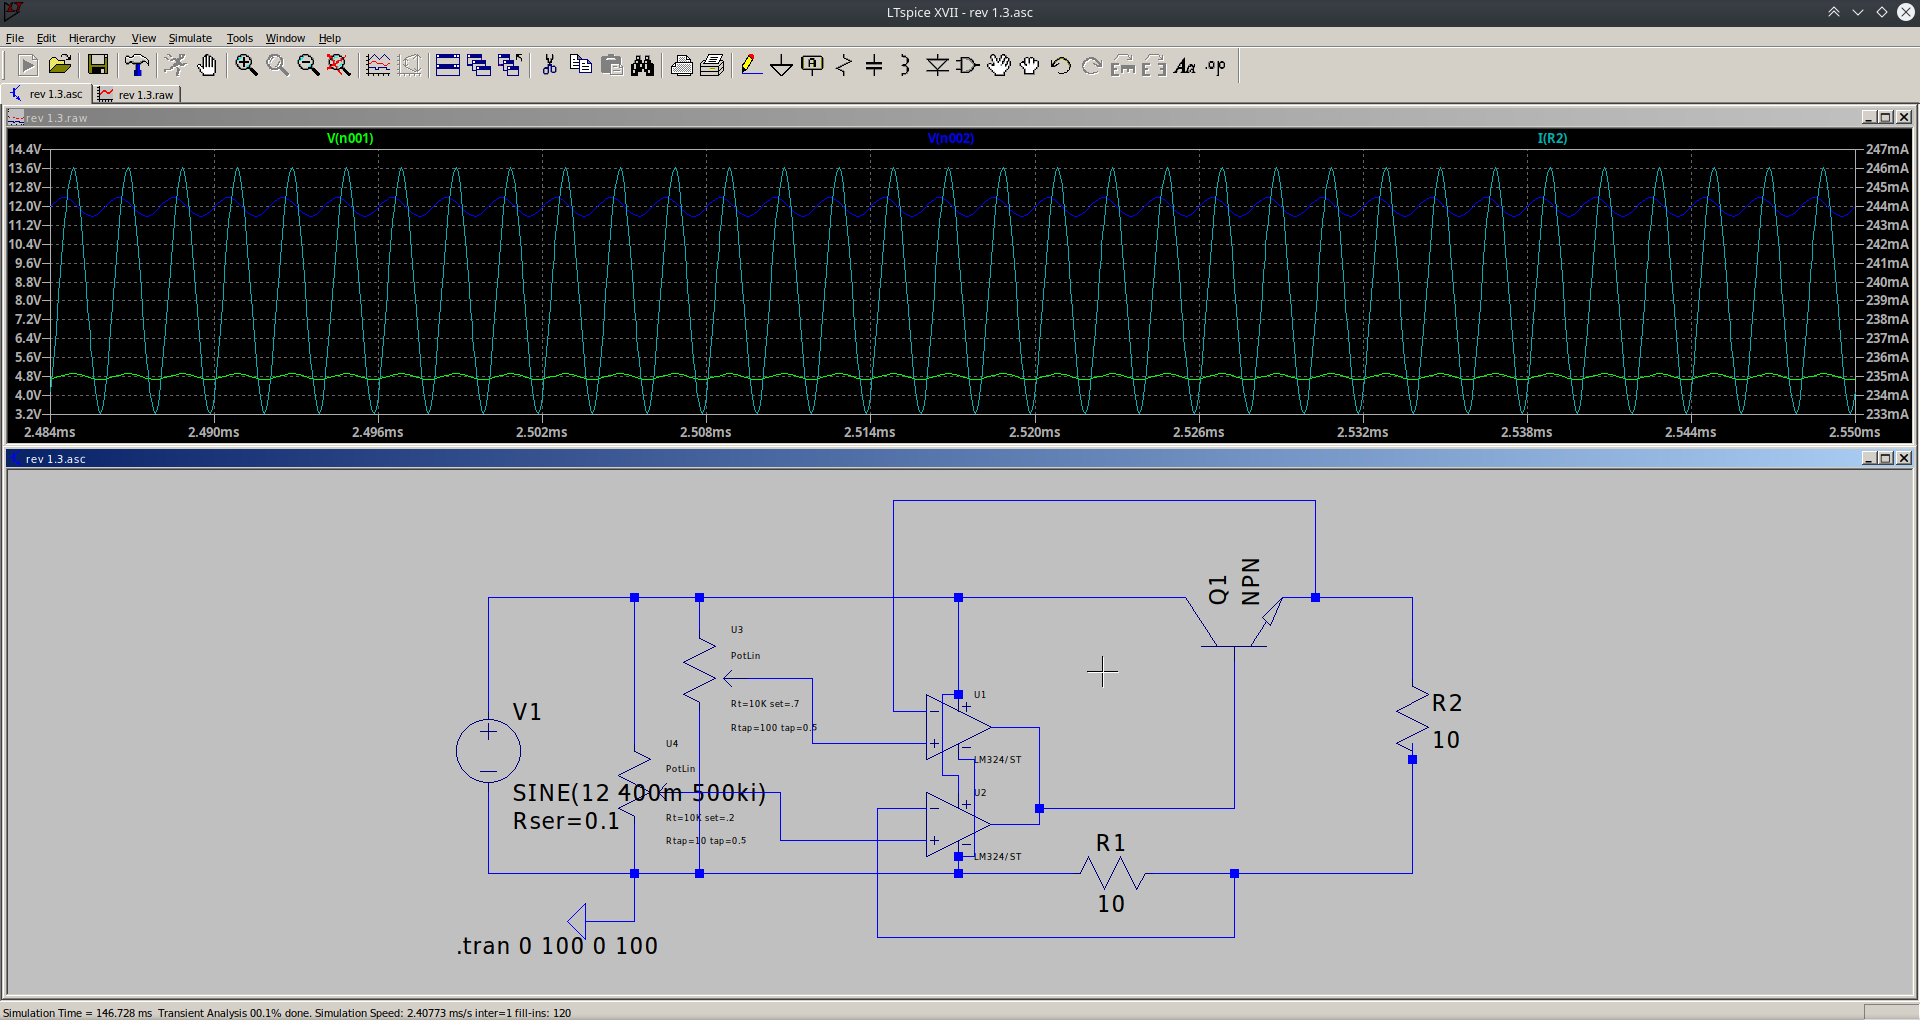 LTspice XVII - rev 1.3.asc
File Edit Hierarchy View Simulate Tools Window Help
rev 1.3.asc rev 1.3.raw
rev 1.3.raw
V(n001) V(n002) I(R2)
14.4V 247mA
13.6V 246mA
12.8V 245mA
12.0V 244mA
11.2V 243mA
10.4V 242mA
9.6V 241mA
8.8V 240mA
8.0V 239mA
7.2V 238mA
6.4V 237mA
5.6V 236mA
4.8V 235mA
4.0V 234mA
3.2V 233mA
2.484ms 2.490ms 2.496ms 2.502ms 2.508ms 2.514ms 2.520ms 2.526ms 2.532ms 2.538ms 2.544ms 2.550ms
rev 1.3.asc
Q1
NPN
U3
PotLin
Rt=10K set=.7
Rtap=100 tap=0.5
U1
LM324/ST
V1
SINE(12 400m 500ki)
Rser=0.1
U4
PotLin
Rt=10K set=.2
Rtap=10 tap=0.5
U2
LM324/ST
R2
10
R1
10
.tran 0 100 0 100
Simulation Time = 146.728 ms Transient Analysis 00.1% done. Simulation Speed: 2.40773 ms/s inter=1 fill-ins: 120